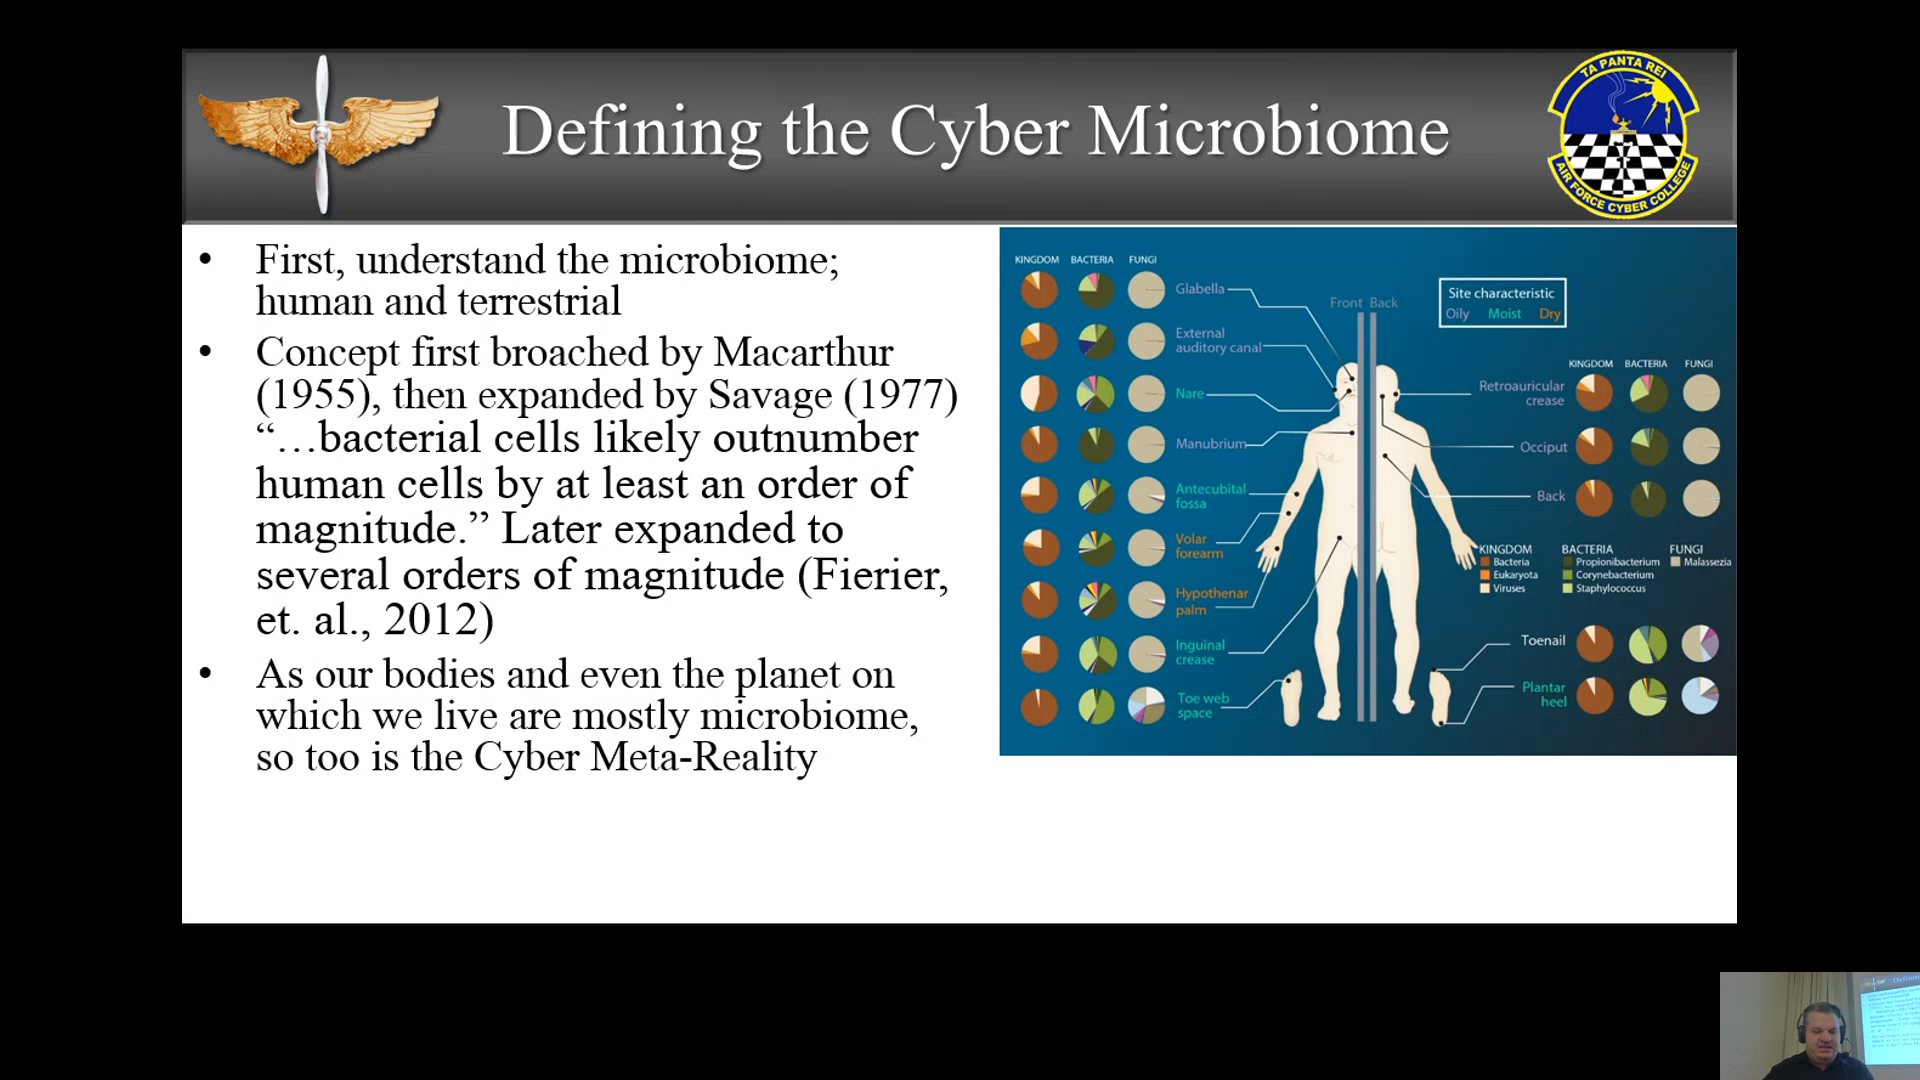 Defining the Cyber Microbiome
TA PANTA REI
AIR FORCE CYBER COLLEGE
• First, understand the microbiome;
human and terrestrial
• Concept first broached by Macarthur
(1955), then expanded by Savage (1977)
“…bacterial cells likely outnumber
human cells by at least an order of
magnitude.” Later expanded to
several orders of magnitude (Fierier,
et. al., 2012)
• As our bodies and even the planet on
which we live are mostly microbiome,
so too is the Cyber Meta-Reality
KINGDOM BACTERIA FUNGI
Glabella
External
auditory canal
Nare
Manubrium
Antecubital
fossa
Volar
forearm
Hypothenar
palm
Inguinal
crease
Toe web
space
Front Back
Site characteristic
Oily Moist Dry
KINGDOM BACTERIA FUNGI
Retroauricular
crease
Occiput
Back
KINGDOM BACTERIA FUNGI
Bacteria Propionibacterium Malassezia
Eukaryota Corynebacterium
Viruses Staphylococcus
Toenail
Plantar
heel